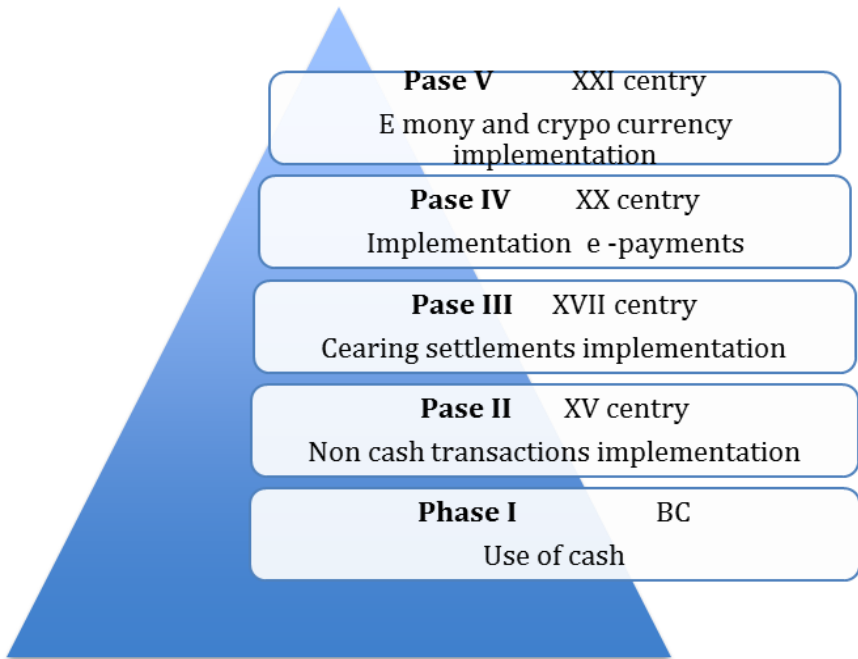 Pase V XXI centry
E mony and crypo currency
implementation
Pase IV XX centry
Implementation e -payments
Pase III XVII centry
Cearing settlements implementation
Pase II XV centry
Non cash transactions implementation
Phase I BC
Use of cash